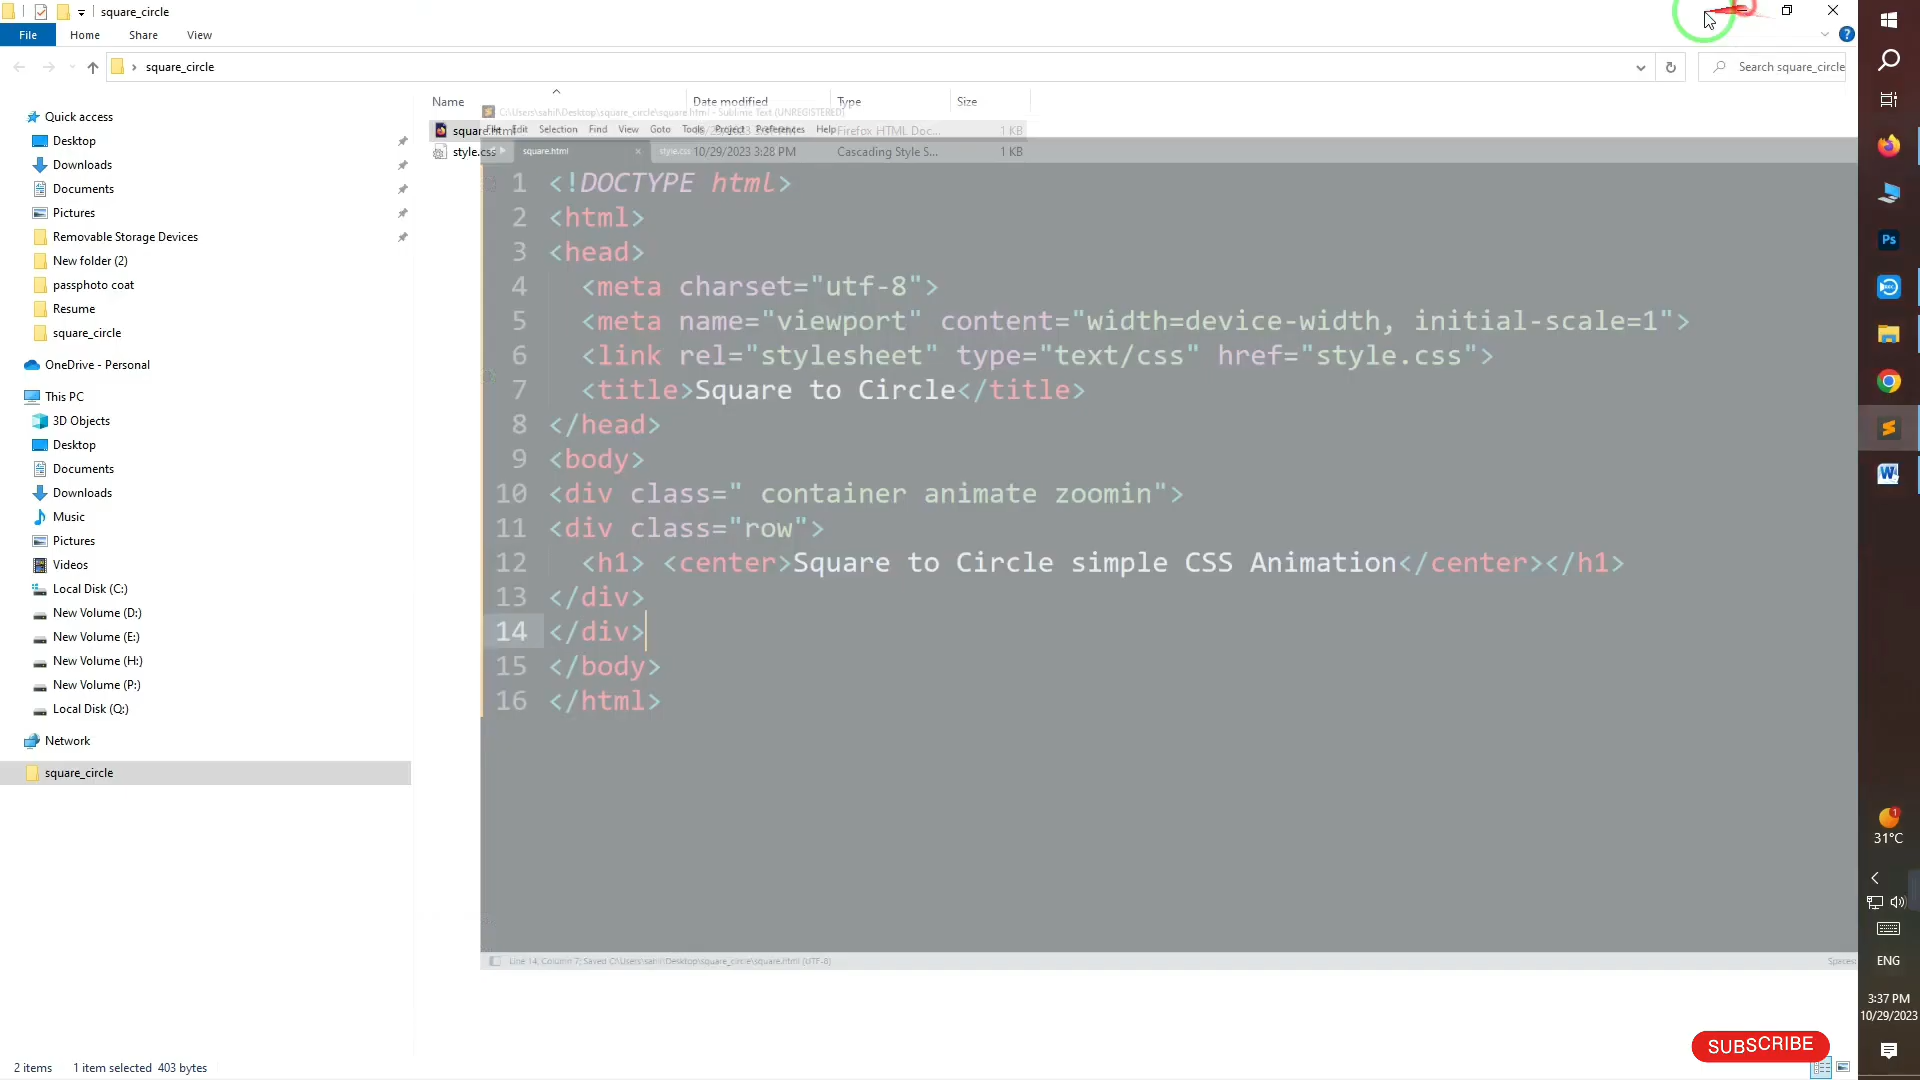 square_circle
File Home Share View
square_circle
Search square_circle
Name Date modified Type Size
C:\Users\sahil\Desktop\square_circle\square.html - Sublime Text (UNREGISTERED)
square.html Firefox HTML Doc... 1 KB
File Edit Selection Find View Goto Tools Project Preferences Help
style.css 10/29/2023 3:28 PM Cascading Style S... 1 KB
square.html style.css
1 <!DOCTYPE html>
2 <html>
3 <head>
4 <meta charset="utf-8">
5 <meta name="viewport" content="width=device-width, initial-scale=1">
6 <link rel="stylesheet" type="text/css" href="style.css">
7 <title>Square to Circle</title>
8 </head>
9 <body>
10 <div class=" container animate zoomin">
11 <div class="row">
12 <h1> <center>Square to Circle simple CSS Animation</center></h1>
13 </div>
14 </div>
15 </body>
16 </html>
Line 14, Column 7; Saved C:\Users\sahil\Desktop\square_circle\square.html (UTF-8)
Spaces:
Quick access
Desktop
Downloads
Documents
Pictures
Removable Storage Devices
New folder (2)
passphoto coat
Resume
square_circle
OneDrive - Personal
This PC
3D Objects
Desktop
Documents
Downloads
Music
Pictures
Videos
Local Disk (C:)
New Volume (D:)
New Volume (E:)
New Volume (H:)
New Volume (P:)
Local Disk (Q:)
Network
square_circle
2 items 1 item selected 403 bytes
Ps
REC
W
1
31°C
ENG
3:37 PM
10/29/2023
SUBSCRIBE